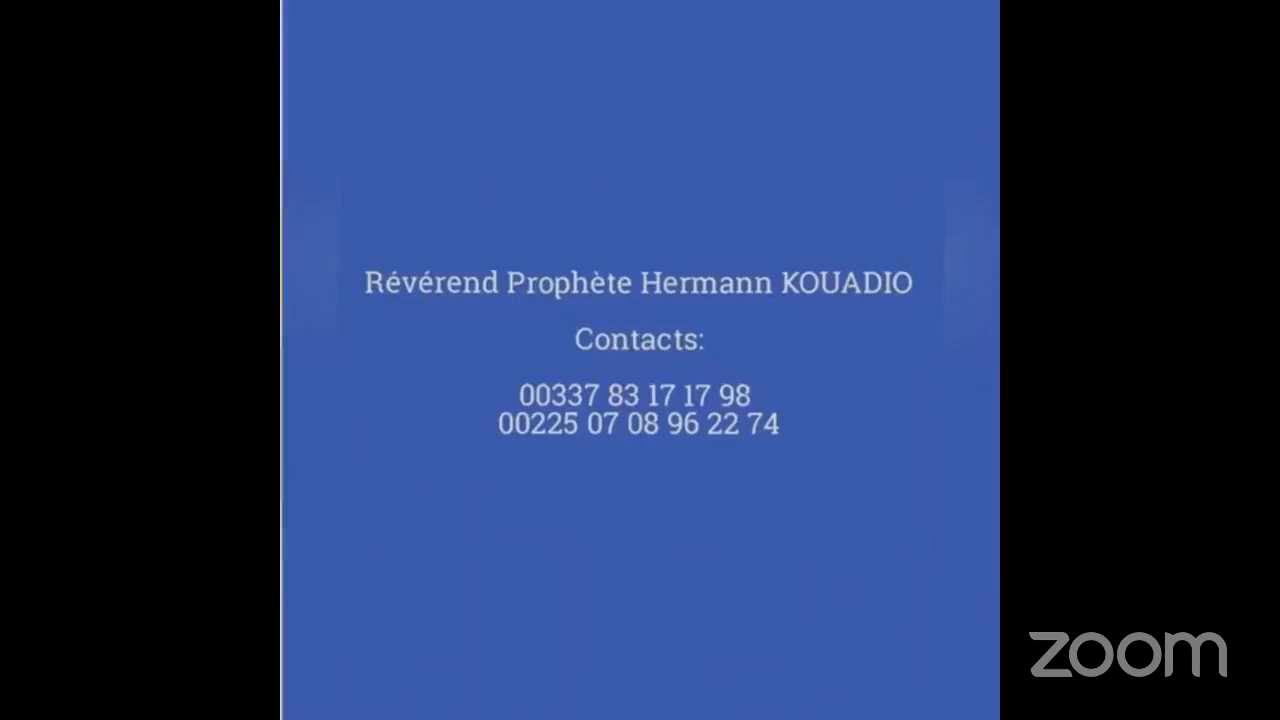 Révérend Prophète Hermann KOUADIO
Contacts:
00337 83 17 17 98
00225 07 08 96 22 74
zoom